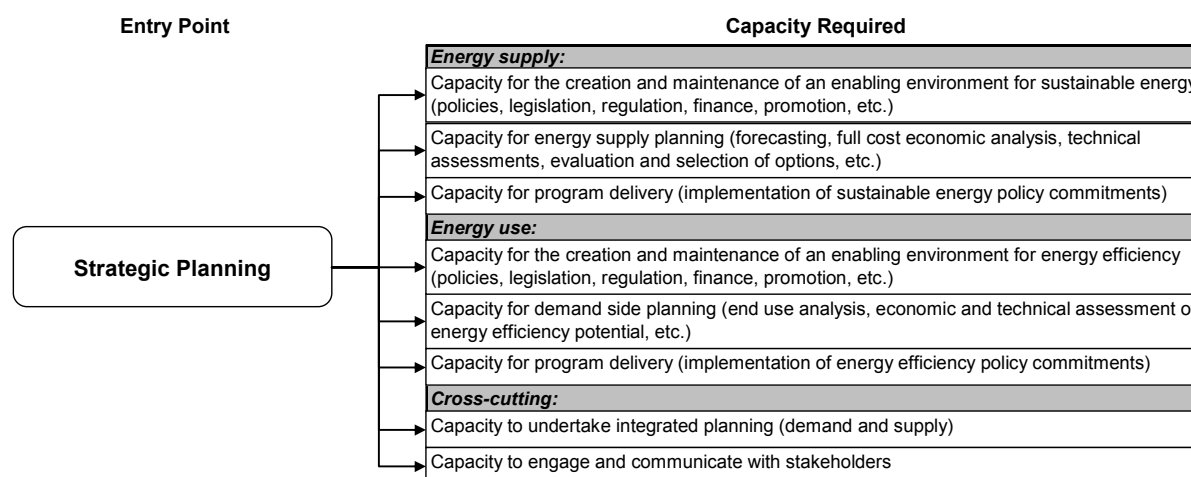 Entry Point
Capacity Required
Energy supply:
Capacity for the creation and maintenance of an enabling environment for sustainable energy
(policies, legislation, regulation, finance, promotion, etc.)
Capacity for energy supply planning (forecasting, full cost economic analysis, technical
assessments, evaluation and selection of options, etc.)
Capacity for program delivery (implementation of sustainable energy policy commitments)
Energy use:
Strategic Planning
Capacity for the creation and maintenance of an enabling environment for energy efficiency
(policies, legislation, regulation, finance, promotion, etc.)
Capacity for demand side planning (end use analysis, economic and technical assessment o
energy efficiency potential, etc.)
Capacity for program delivery (implementation of energy efficiency policy commitments)
Cross-cutting:
Capacity to undertake integrated planning (demand and supply)
Capacity to engage and communicate with stakeholders